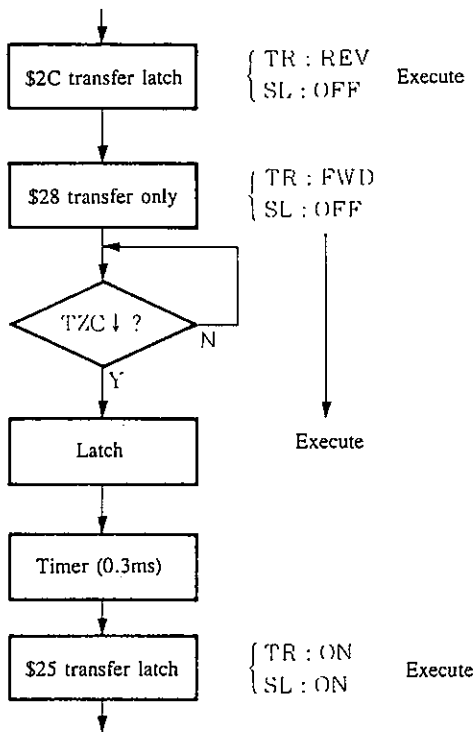 $2C transfer latch
{ TR : REV
SL : OFF
Execute
$28 transfer only
{ TR : FWD
SL : OFF
TZC ↓ ?
N
Y
Latch
Execute
Timer (0.3ms)
$25 transfer latch
{ TR : ON
SL : ON
Execute